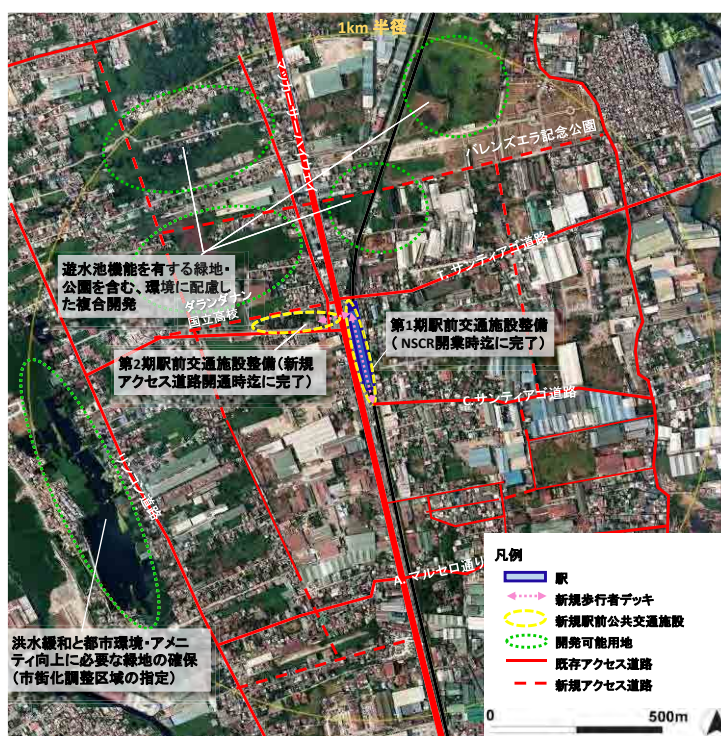 1km 半径
マッカーサーハイウェイ
バレンズエラ記念公園
遊水池機能を有する緑地・
公園を含む、環境に配慮し
た複合開発
T. サンティアゴ道路
ダランダナン
国立高校
第1期駅前交通施設整備
（NSCR開業時迄に完了）
第2期駅前交通施設整備(新規
アクセス道路開通時迄に完了）
C.サンティアゴ道路
リンコン道路
A. マルセロ通り
洪水緩和と都市環境・アメニ
ティ向上に必要な緑地の確保
（市街化調整区域の指定）
凡例
駅
新規歩行者デッキ
新規駅前公共交通施設
開発可能用地
既存アクセス道路
新規アクセス道路
0 500m